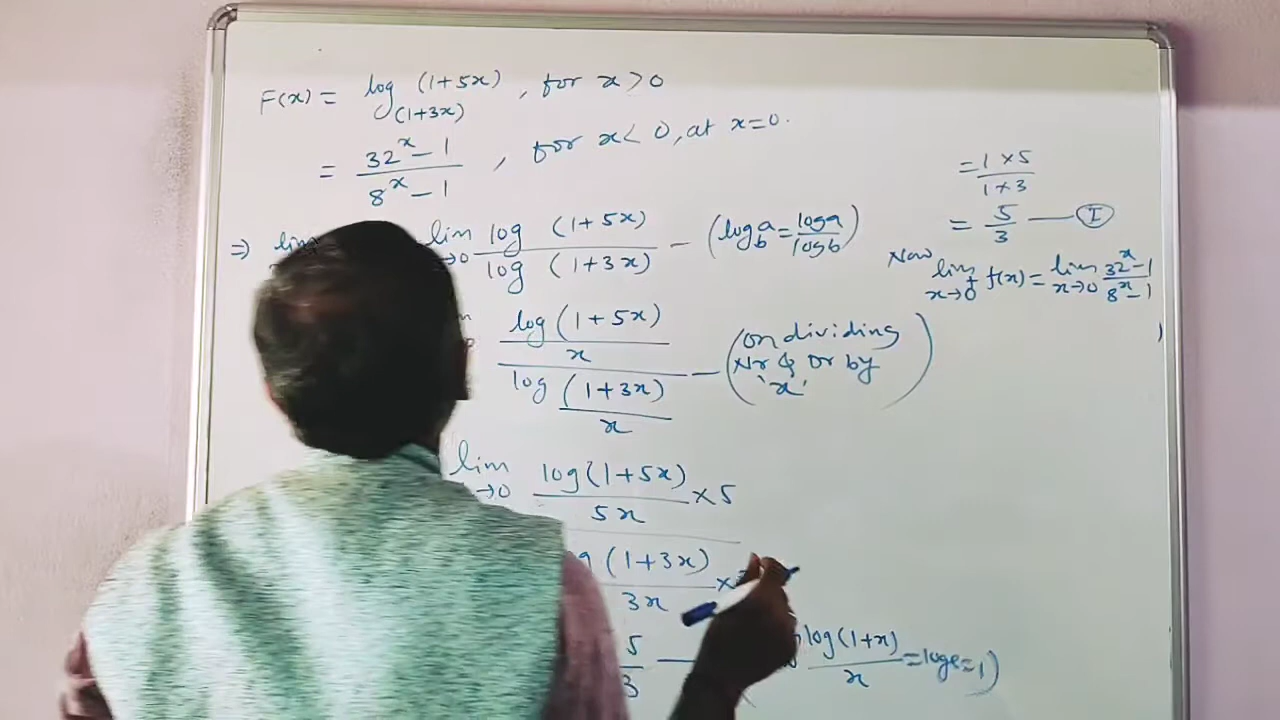 F(x) = log(1+3x) (1+5x), for x > 0
= 32^x - 1 / 8^x - 1, for x < 0, at x = 0.
⇒ lim lim x→0 log (1+5x) / log (1+3x) — (log_b a = log a / log b)
log (1+5x) / x
log (1+3x) / x — (on dividing Nr & Dr by 'x')
lim →0 log(1+5x) / 5x × 5
(1+3x) / 3x ×
5 / 3 — log(1+x) / x = log e = 1)
= 1 × 5 / 1 × 3
= 5/3 — I
Now
lim x→0+ f(x) = lim x→0 32^x - 1 / 8^x - 1